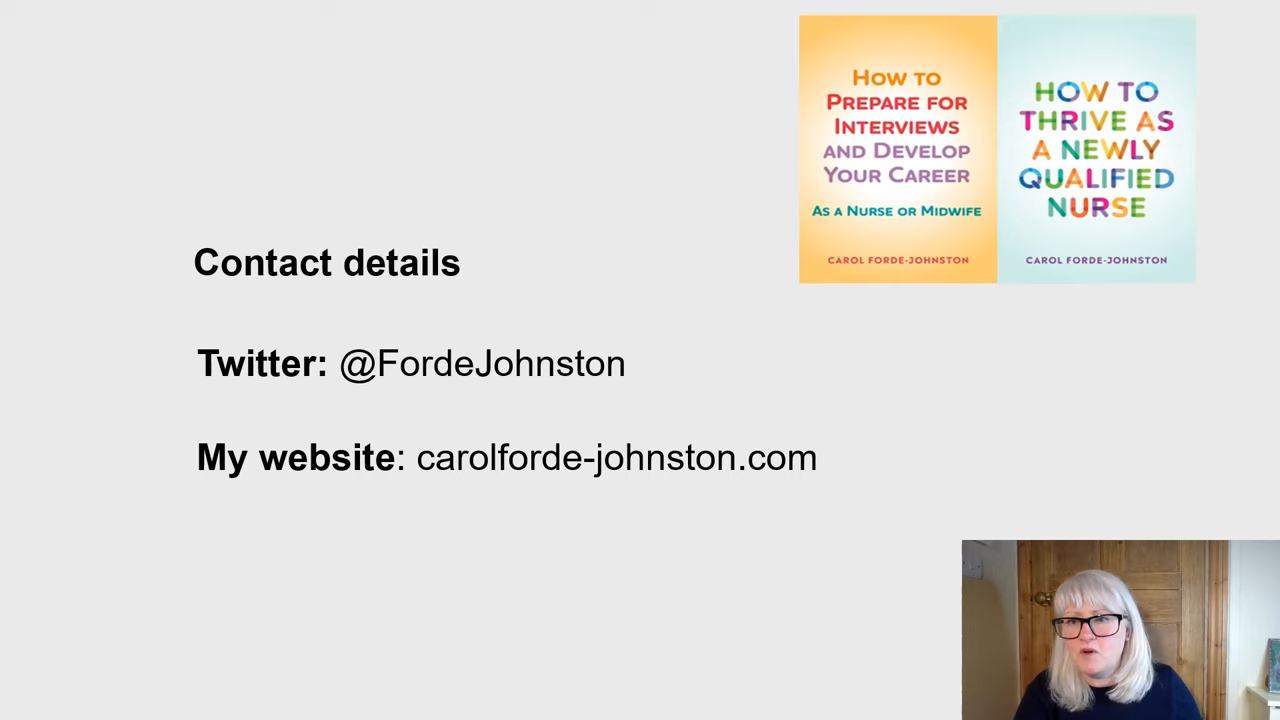 How to
Prepare for
Interviews
and Develop
Your Career
As a Nurse or Midwife
CAROL FORDE-JOHNSTON
HOW TO
THRIVE AS
A NEWLY
QUALIFIED
NURSE
CAROL FORDE-JOHNSTON
Contact details
Twitter: @FordeJohnston
My website: carolforde-johnston.com